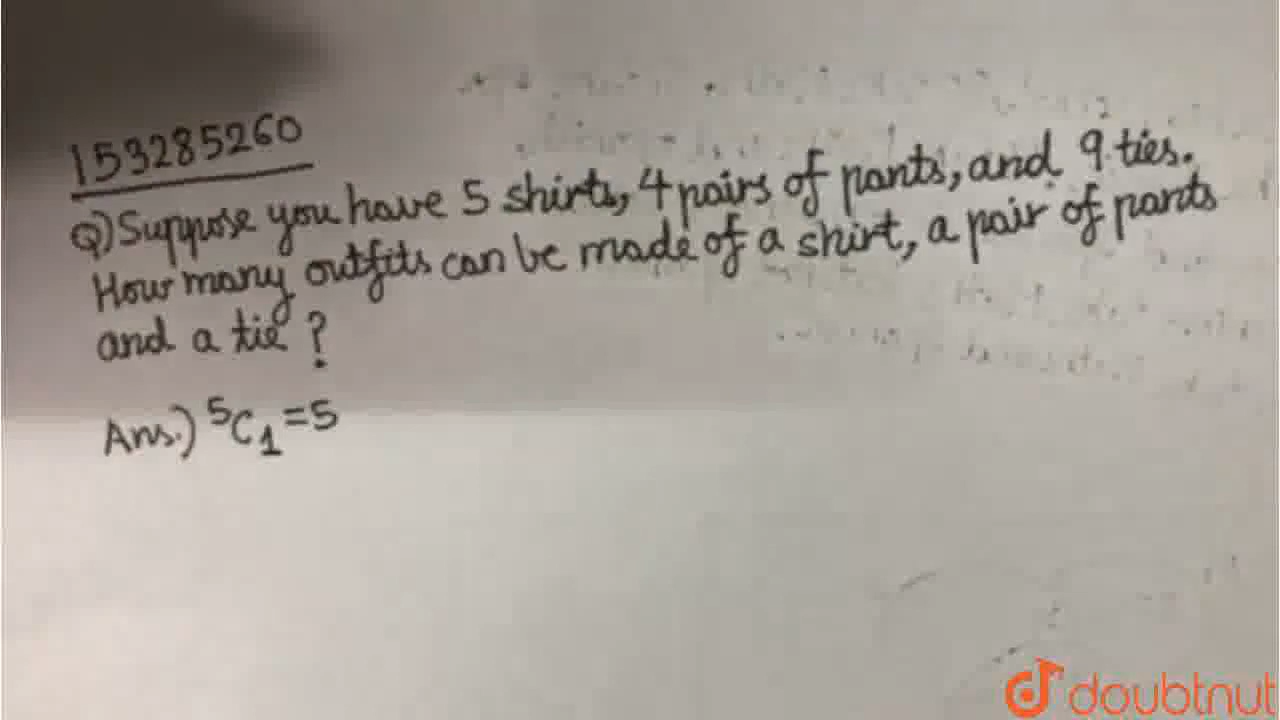 153285260
Q) Suppose you have 5 shirts, 4 pairs of pants, and 9 ties.
How many outfits can be made of a shirt, a pair of pants
and a tie ?
Ans.) ⁵C₁ = 5
doubtnut